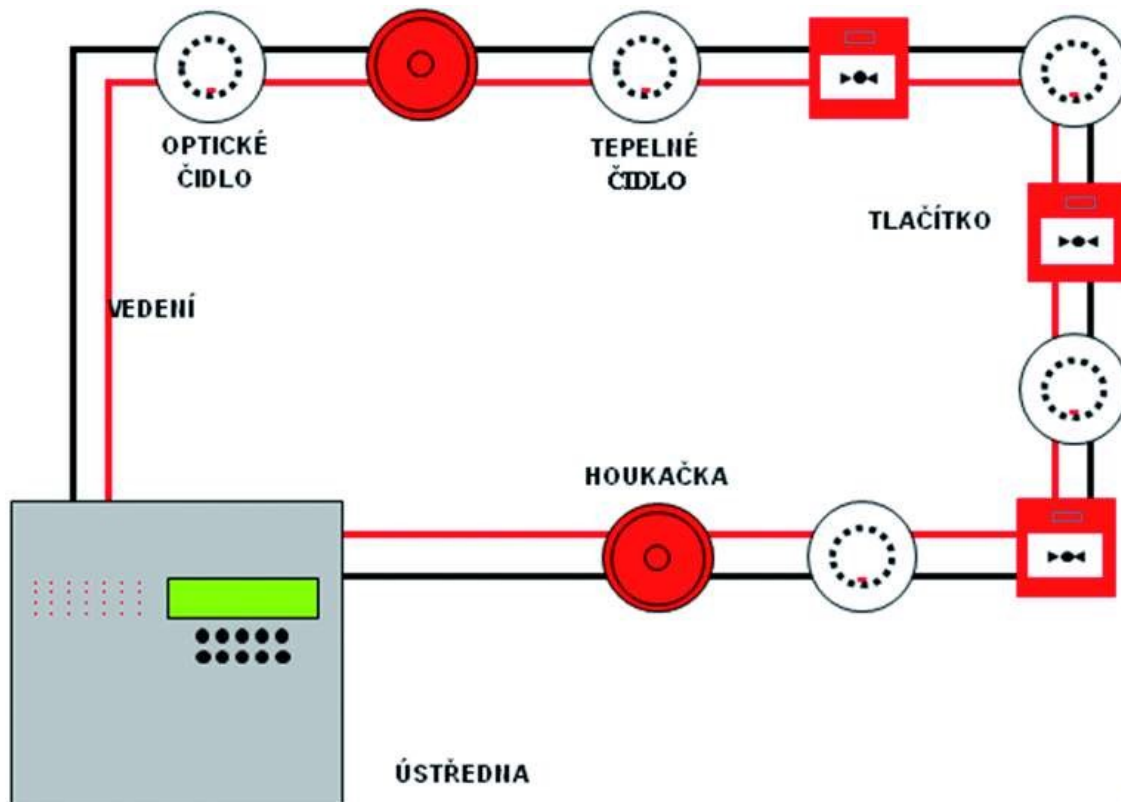 OPTICKÉ
ČIDLO
TEPELNÉ
ČIDLO
TLAČÍTKO
VEDENÍ
HOUKAČKA
ÚSTŘEDNA